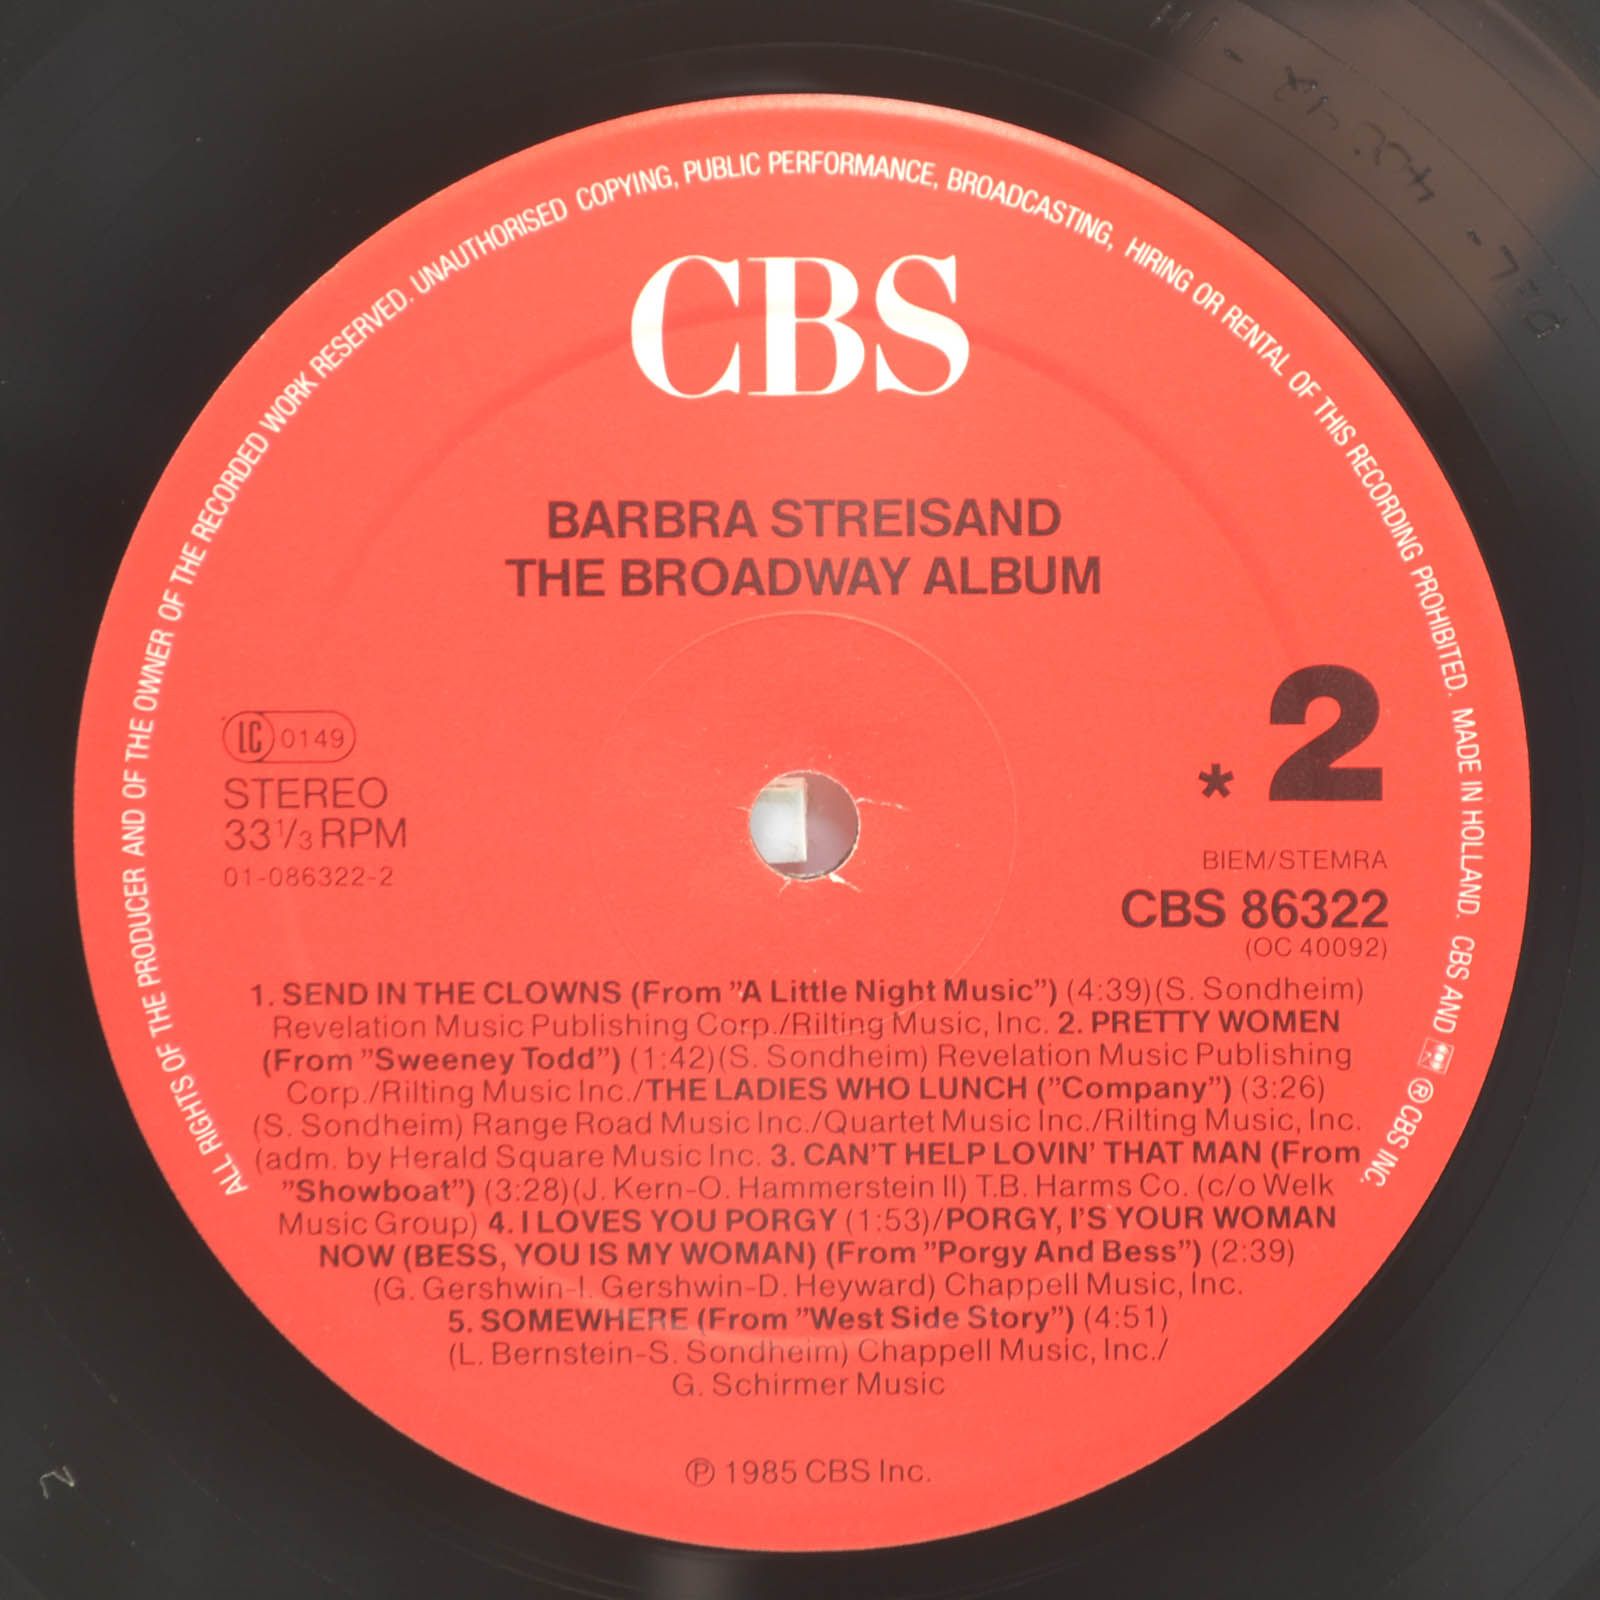 ALL RIGHTS OF THE PRODUCER AND OF THE OWNER OF THE RECORDED WORK RESERVED. UNAUTHORISED COPYING, PUBLIC PERFORMANCE, BROADCASTING, HIRING OR RENTAL OF THIS RECORDING PROHIBITED. MADE IN HOLLAND. CBS AND ® CBS INC.
CBS
BARBRA STREISAND
THE BROADWAY ALBUM
LC 0149
STEREO
33 1/3 RPM
01-086322-2
* 2
BIEM/STEMRA
CBS 86322
(OC 40092)
1. SEND IN THE CLOWNS (From "A Little Night Music") (4:39) (S. Sondheim)
Revelation Music Publishing Corp./Rilting Music, Inc. 2. PRETTY WOMEN
(From "Sweeney Todd") (1:42) (S. Sondheim) Revelation Music Publishing
Corp./Rilting Music Inc./THE LADIES WHO LUNCH ("Company") (3:26)
(S. Sondheim) Range Road Music Inc./Quartet Music Inc./Rilting Music, Inc.
(adm. by Herald Square Music Inc. 3. CAN'T HELP LOVIN' THAT MAN (From
"Showboat") (3:28) (J. Kern-O. Hammerstein II) T.B. Harms Co. (c/o Welk
Music Group) 4. I LOVES YOU PORGY (1:53)/PORGY, I'S YOUR WOMAN
NOW (BESS, YOU IS MY WOMAN) (From "Porgy And Bess") (2:39)
(G. Gershwin-I. Gershwin-D. Heyward) Chappell Music, Inc.
5. SOMEWHERE (From "West Side Story") (4:51)
(L. Bernstein-S. Sondheim) Chappell Music, Inc./
G. Schirmer Music
℗ 1985 CBS Inc.